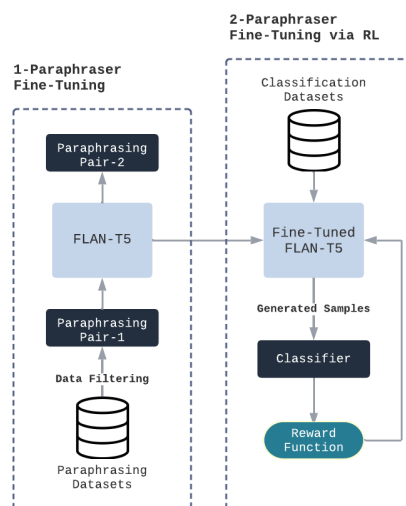 2-Paraphraser
Fine-Tuning via RL
1-Paraphraser
Fine-Tuning
Classification
Datasets
Paraphrasing
Pair-2
FLAN-T5
Fine-Tuned
FLAN-T5
Generated Samples
Paraphrasing
Pair-1
Classifier
Data Filtering
Reward
Function
Paraphrasing
Datasets